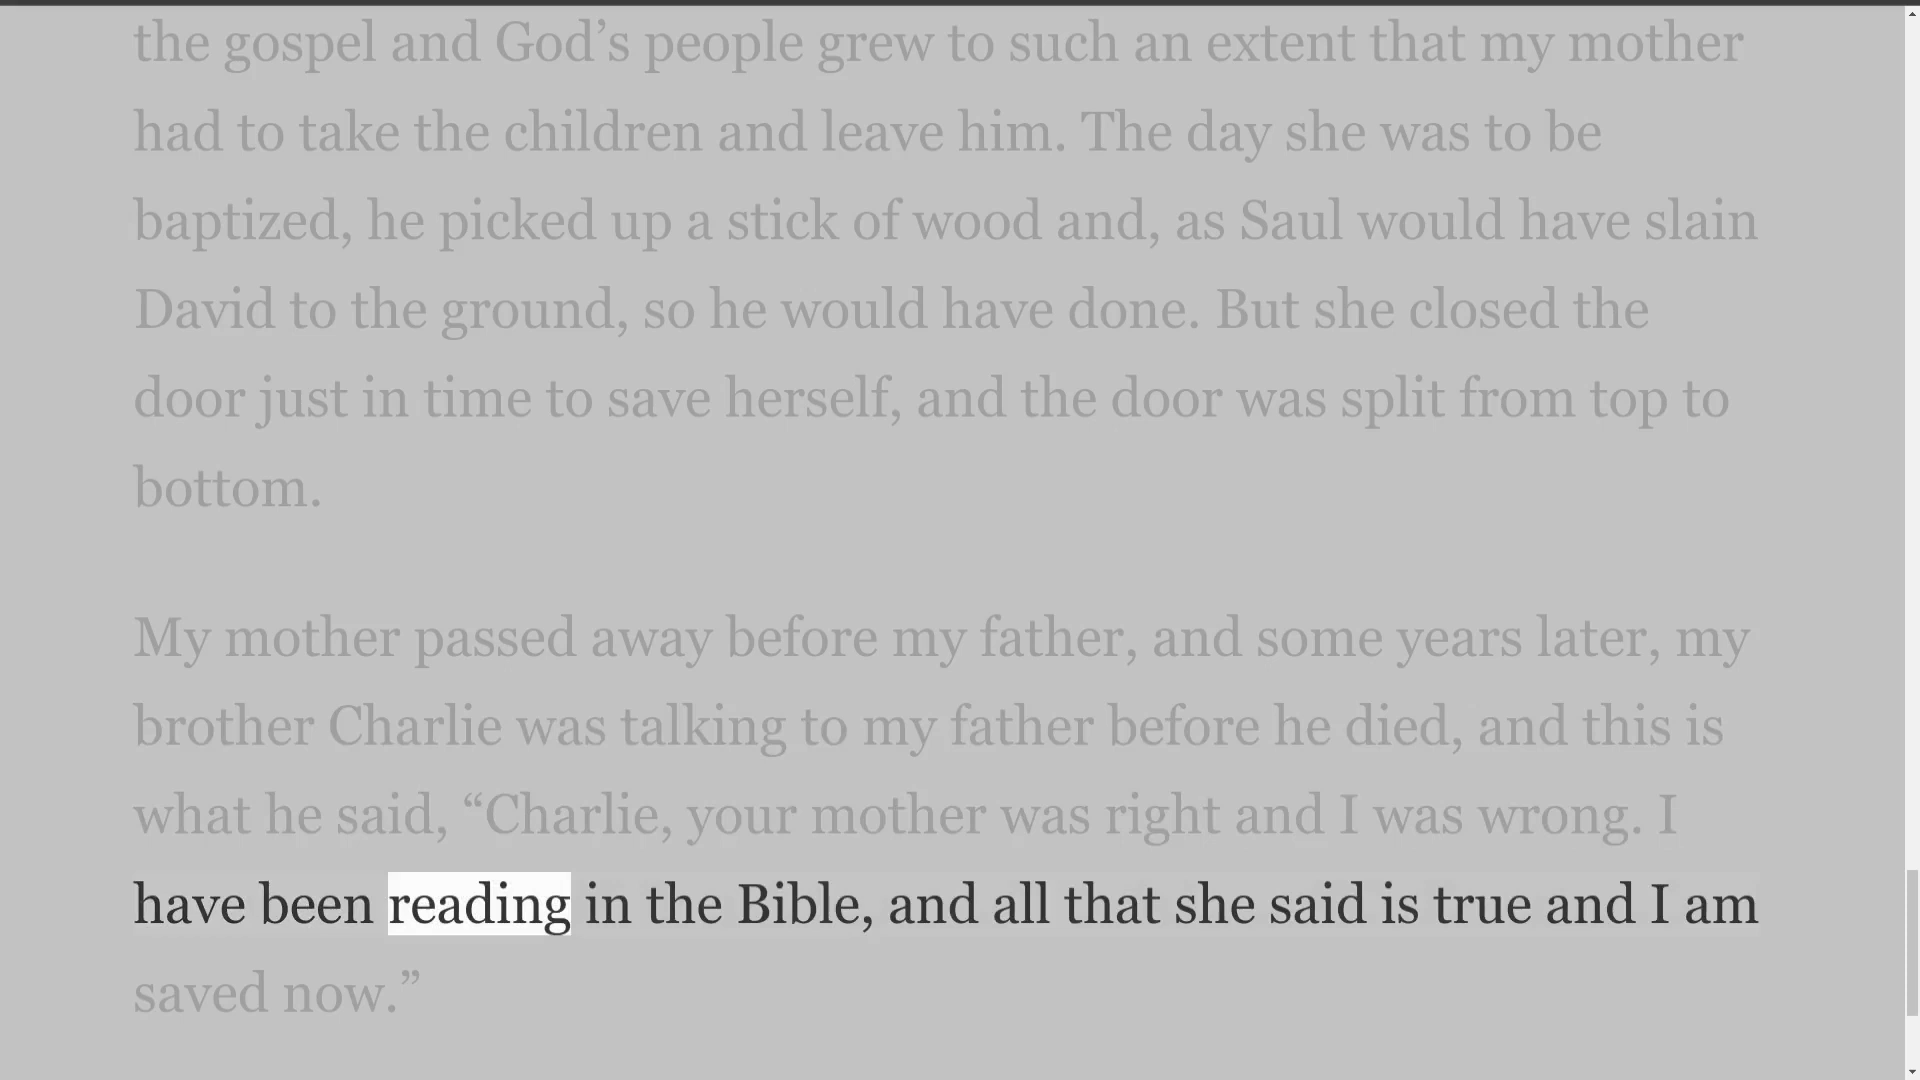 the gospel and God’s people grew to such an extent that my mother
had to take the children and leave him. The day she was to be
baptized, he picked up a stick of wood and, as Saul would have slain
David to the ground, so he would have done. But she closed the
door just in time to save herself, and the door was split from top to
bottom.
My mother passed away before my father, and some years later, my
brother Charlie was talking to my father before he died, and this is
what he said, “Charlie, your mother was right and I was wrong. I
have been reading in the Bible, and all that she said is true and I am
saved now.”